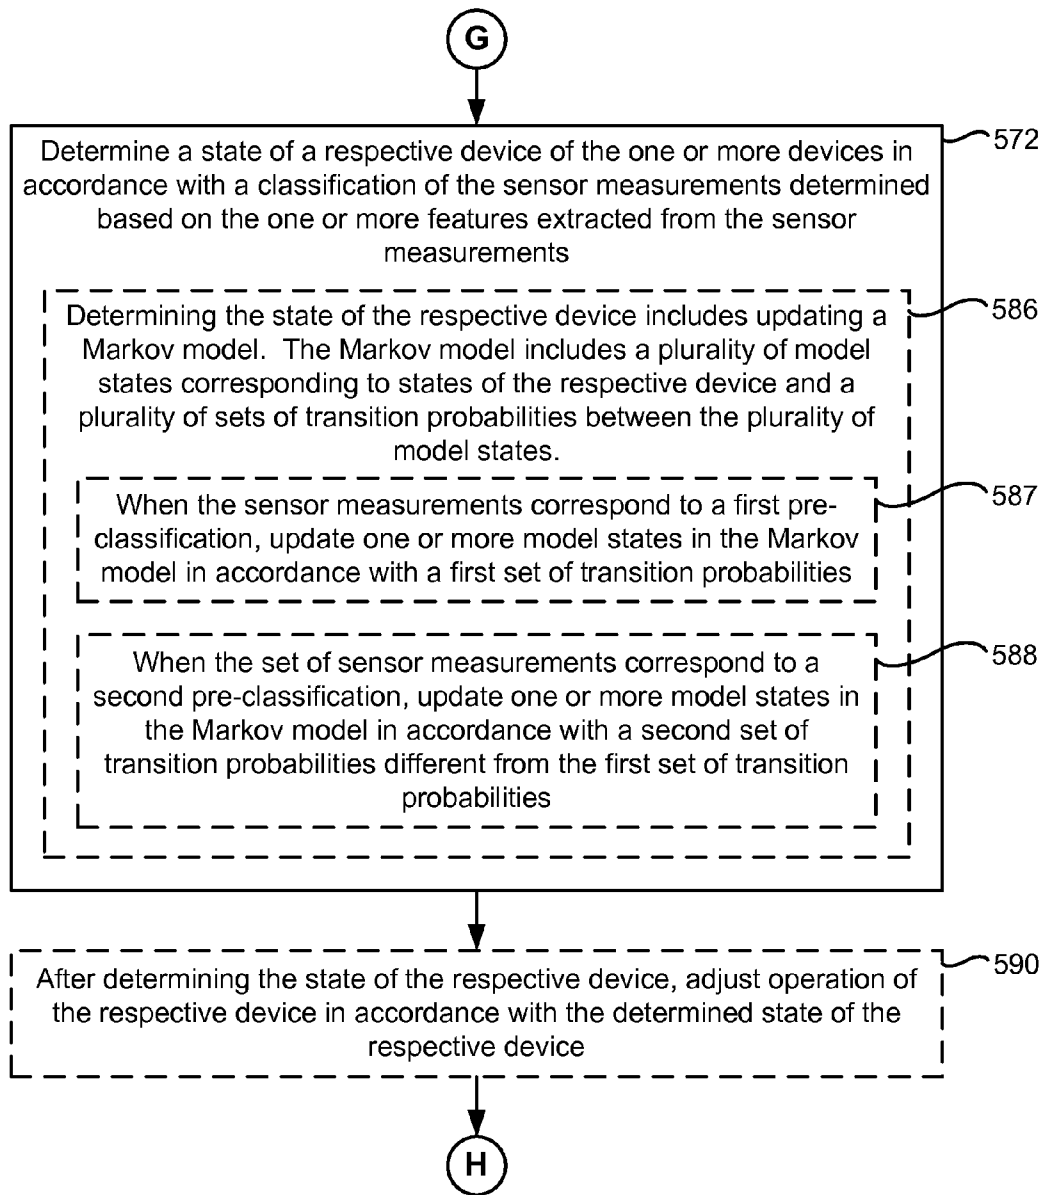 G
572
Determine a state of a respective device of the one or more devices in
accordance with a classification of the sensor measurements determined
based on the one or more features extracted from the sensor
measurements
586
Determining the state of the respective device includes updating a
Markov model.  The Markov model includes a plurality of model
states corresponding to states of the respective device and a
plurality of sets of transition probabilities between the plurality of
model states.
587
When the sensor measurements correspond to a first pre-
classification, update one or more model states in the Markov
model in accordance with a first set of transition probabilities
588
When the set of sensor measurements correspond to a
second pre-classification, update one or more model states in
the Markov model in accordance with a second set of
transition probabilities different from the first set of transition
probabilities
590
After determining the state of the respective device, adjust operation of
the respective device in accordance with the determined state of the
respective device
H